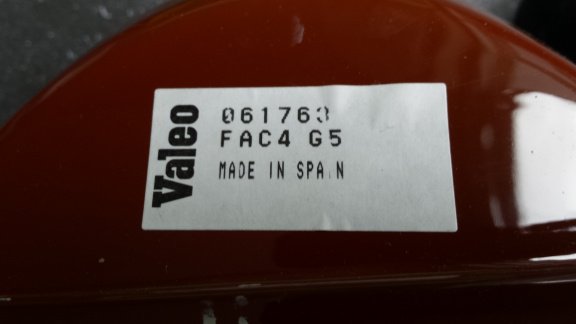 Valeo
061763
FAC4 G5
MADE IN SPAIN